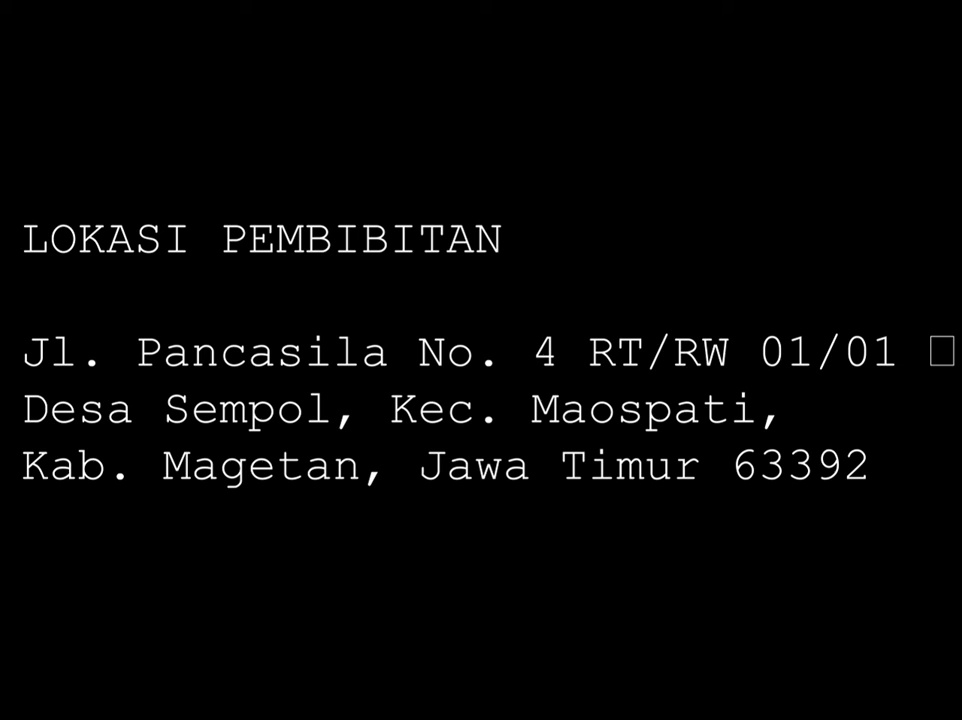 LOKASI PEMBIBITAN
Jl. Pancasila No. 4 RT/RW 01/01 □
Desa Sempol, Kec. Maospati,
Kab. Magetan, Jawa Timur 63392